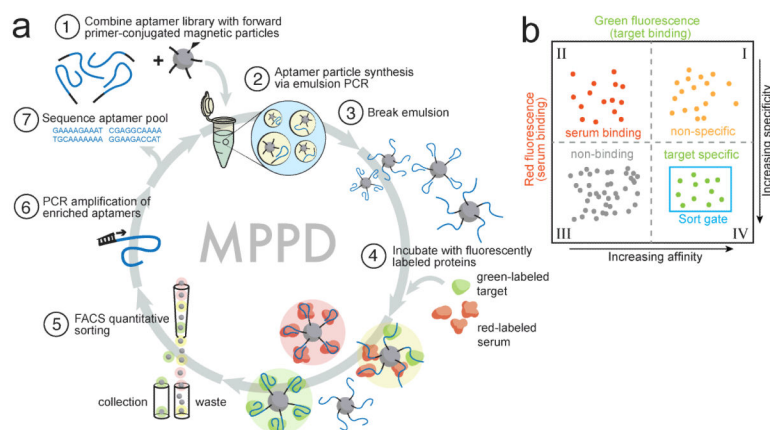 a
1 Combine aptamer library with forward
primer-conjugated magnetic particles
+
2 Aptamer particle synthesis
via emulsion PCR
3 Break emulsion
4 Incubate with fluorescently
labeled proteins
green-labeled
target
red-labeled
serum
5 FACS quantitative
sorting
collection
waste
6 PCR amplification of
enriched aptamers
7 Sequence aptamer pool
GAAAAGAAAT CGAGGCAAAA
TGCAAAAAAA GGAAGACCAT
MPPD
b
Green fluorescence
(target binding)
Red fluorescence
(serum binding)
II
I
serum binding
non-specific
non-binding
target specific
Sort gate
III
IV
Increasing affinity
Increasing specificity